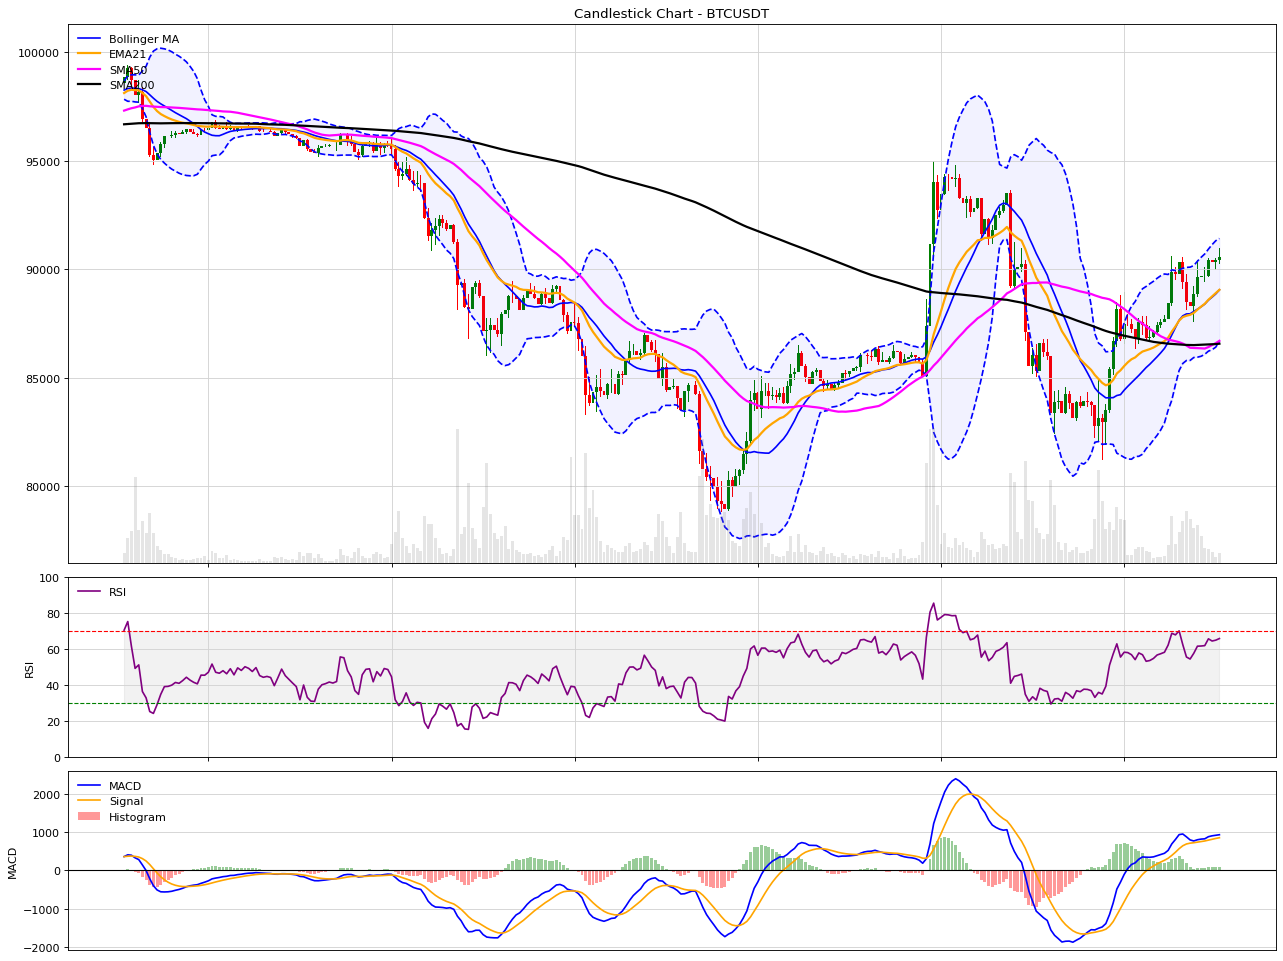 Candlestick Chart - BTCUSDT
Bollinger MA
EMA21
SMA50
SMA200
100000
95000
90000
85000
80000
RSI
100
80
60
40
20
0
RSI
MACD
Signal
Histogram
2000
1000
0
−1000
−2000
MACD